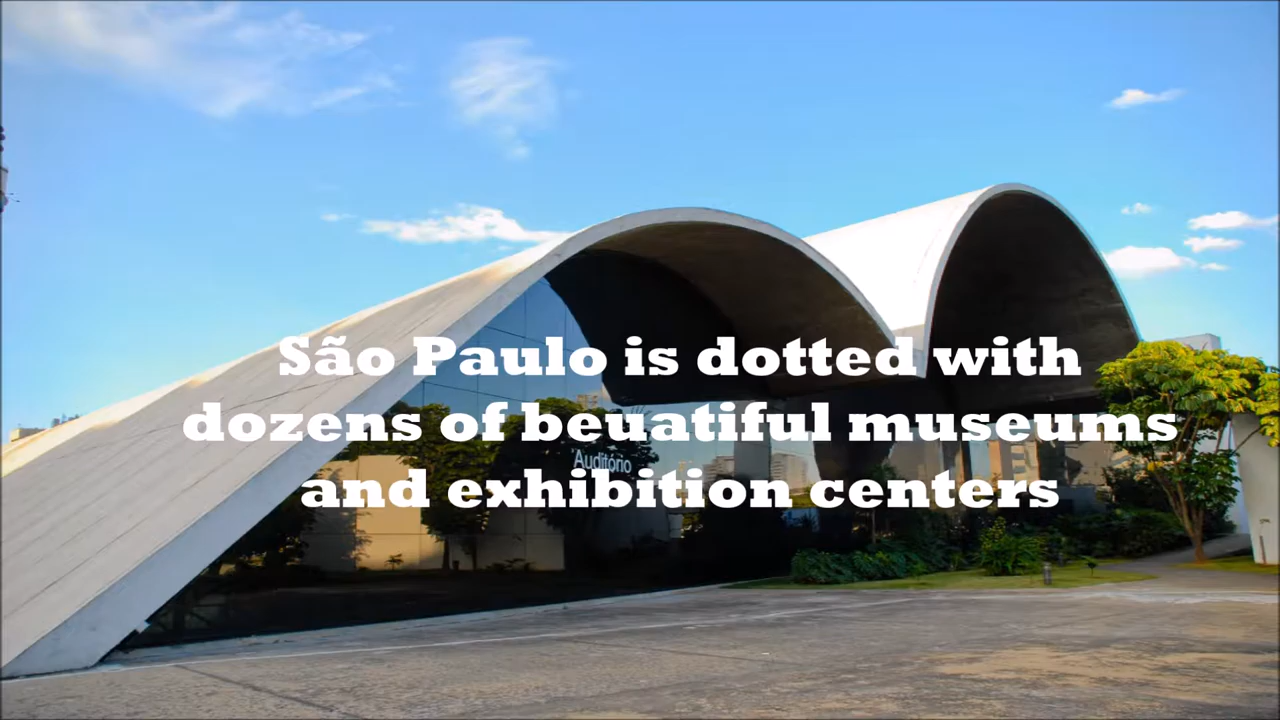 São Paulo is dotted with
dozens of beuatiful museums
Auditório
and exhibition centers